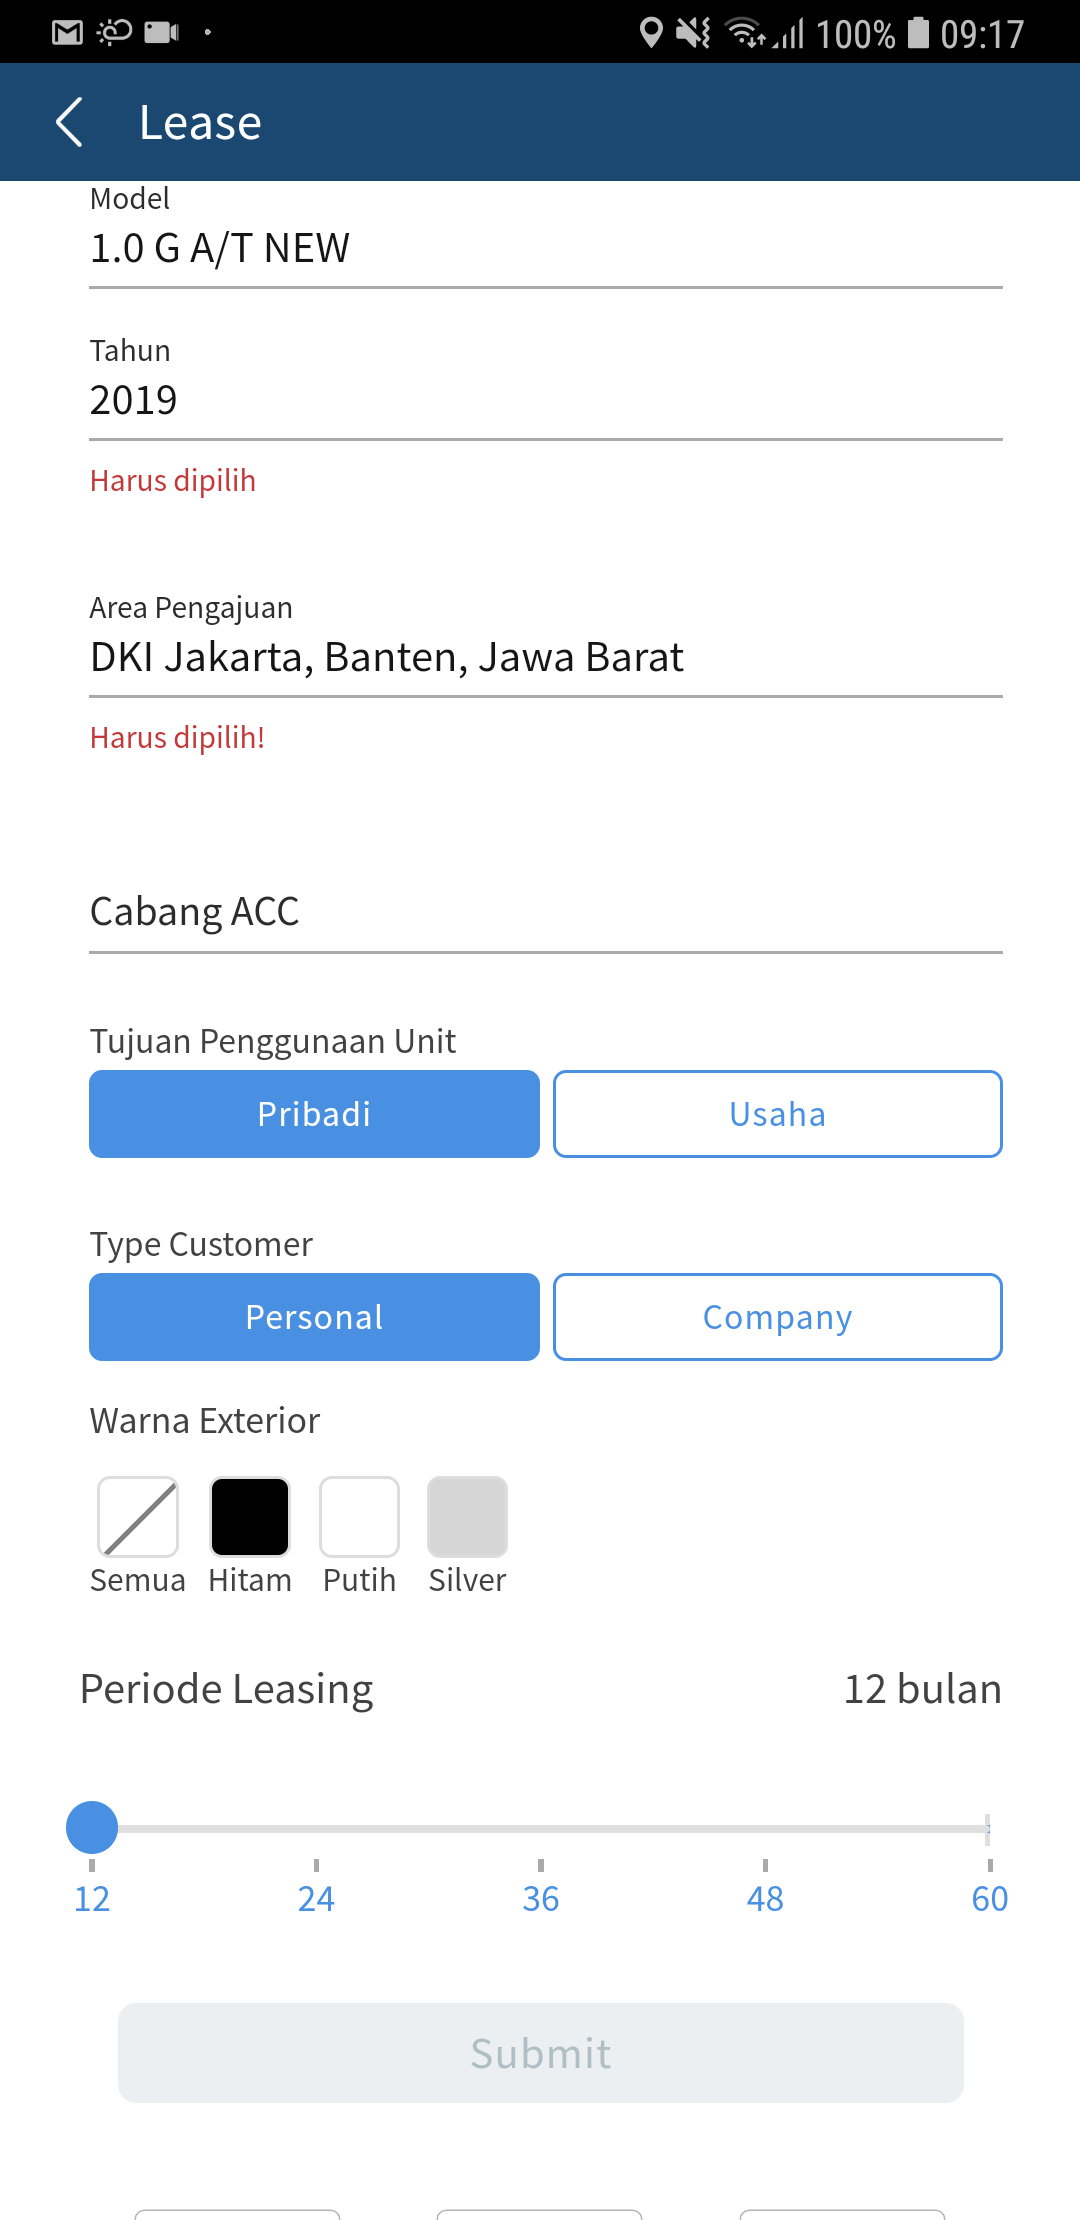 100% 09:17
Lease
Model
1.0 G A/T NEW
Tahun
2019
Harus dipilih
Area Pengajuan
DKI Jakarta, Banten, Jawa Barat
Harus dipilih!
Cabang ACC
Tujuan Penggunaan Unit
Pribadi Usaha
Type Customer
Personal Company
Warna Exterior
Semua Hitam Putih Silver
Periode Leasing 12 bulan
12 24 36 48 60
Submit